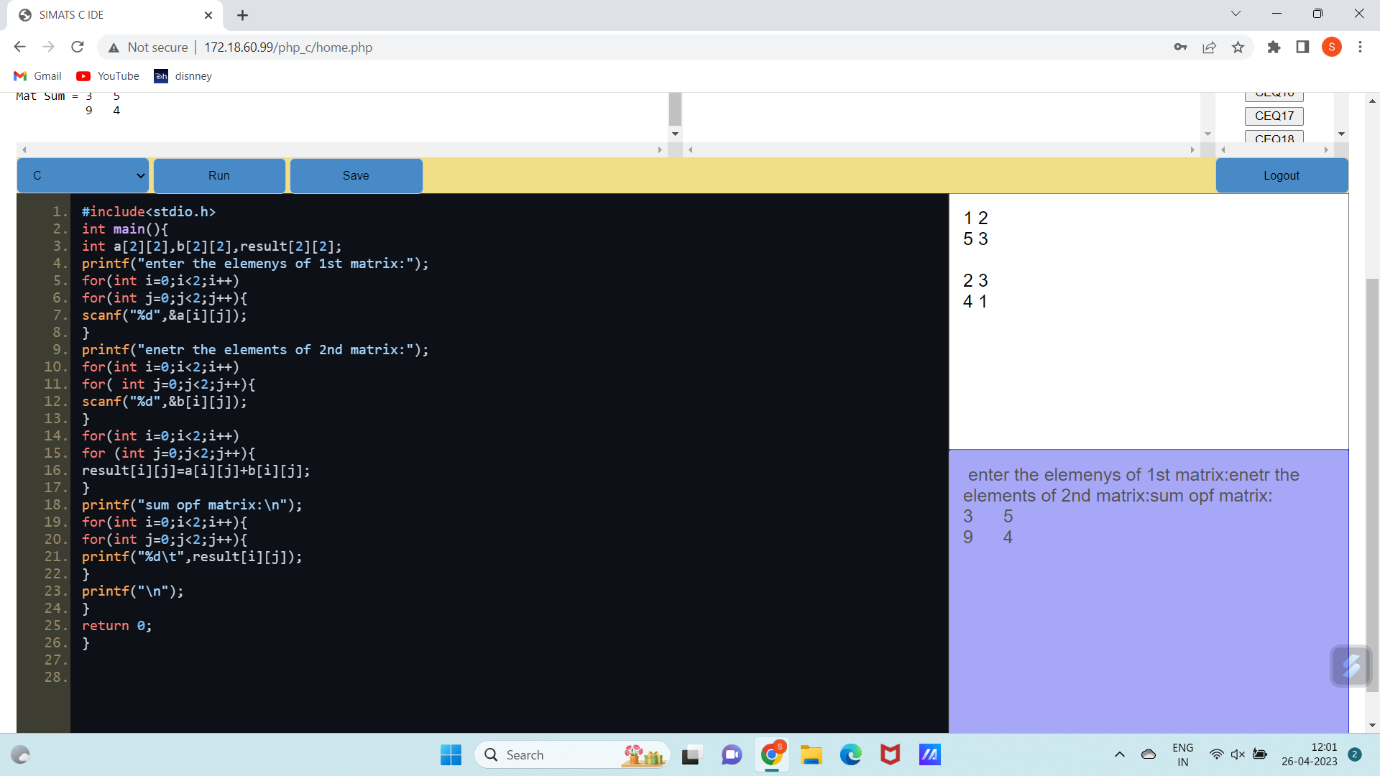 SIMATS C IDE
Not secure | 172.18.60.99/php_c/home.php
S
Gmail YouTube disnney
Mat Sum = 3 5
9 4
CEQ16
CEQ17
CEQ18
C Run Save Logout
1. #include<stdio.h>
2. int main(){
3. int a[2][2],b[2][2],result[2][2];
4. printf("enter the elemenys of 1st matrix:");
5. for(int i=0;i<2;i++)
6. for(int j=0;j<2;j++){
7. scanf("%d",&a[i][j]);
8. }
9. printf("enetr the elements of 2nd matrix:");
10. for(int i=0;i<2;i++)
11. for( int j=0;j<2;j++){
12. scanf("%d",&b[i][j]);
13. }
14. for(int i=0;i<2;i++)
15. for (int j=0;j<2;j++){
16. result[i][j]=a[i][j]+b[i][j];
17. }
18. printf("sum opf matrix:\n");
19. for(int i=0;i<2;i++){
20. for(int j=0;j<2;j++){
21. printf("%d\t",result[i][j]);
22. }
23. printf("\n");
24. }
25. return 0;
26. }
27.
28.
1 2
5 3
2 3
4 1
enter the elemenys of 1st matrix:enetr the
elements of 2nd matrix:sum opf matrix:
3 5
9 4
Search
S
ENG
IN
12:01
26-04-2023
2